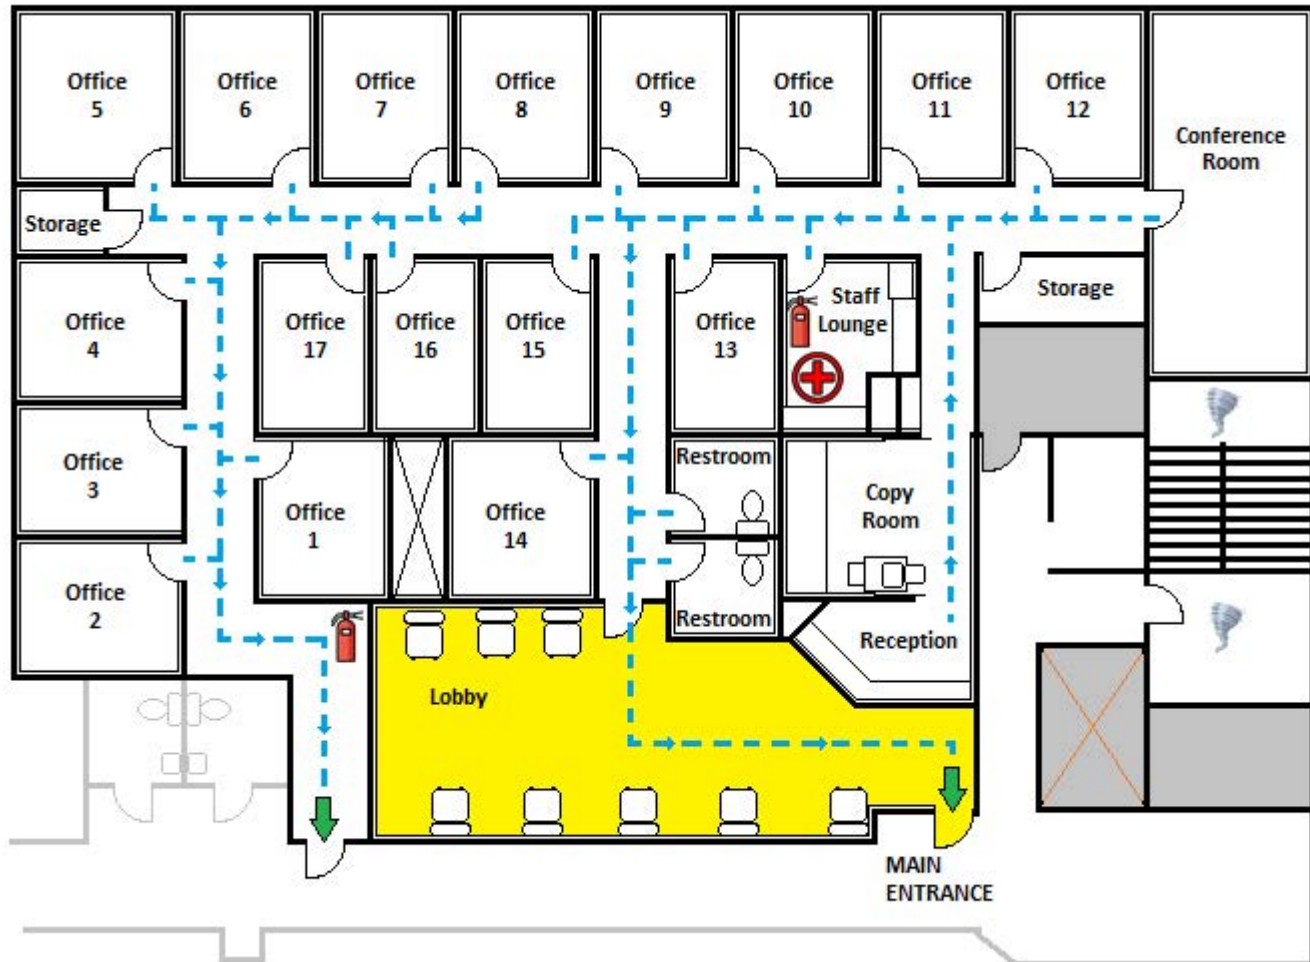 Office
5
Office
6
Office
7
Office
8
Office
9
Office
10
Office
11
Office
12
Conference
Room
Storage
Office
4
Office
17
Office
16
Office
15
Office
13
Staff
Lounge
Storage
Office
3
Office
1
Office
14
Restroom
Copy
Room
Office
2
Restroom
Reception
Lobby
MAIN
ENTRANCE